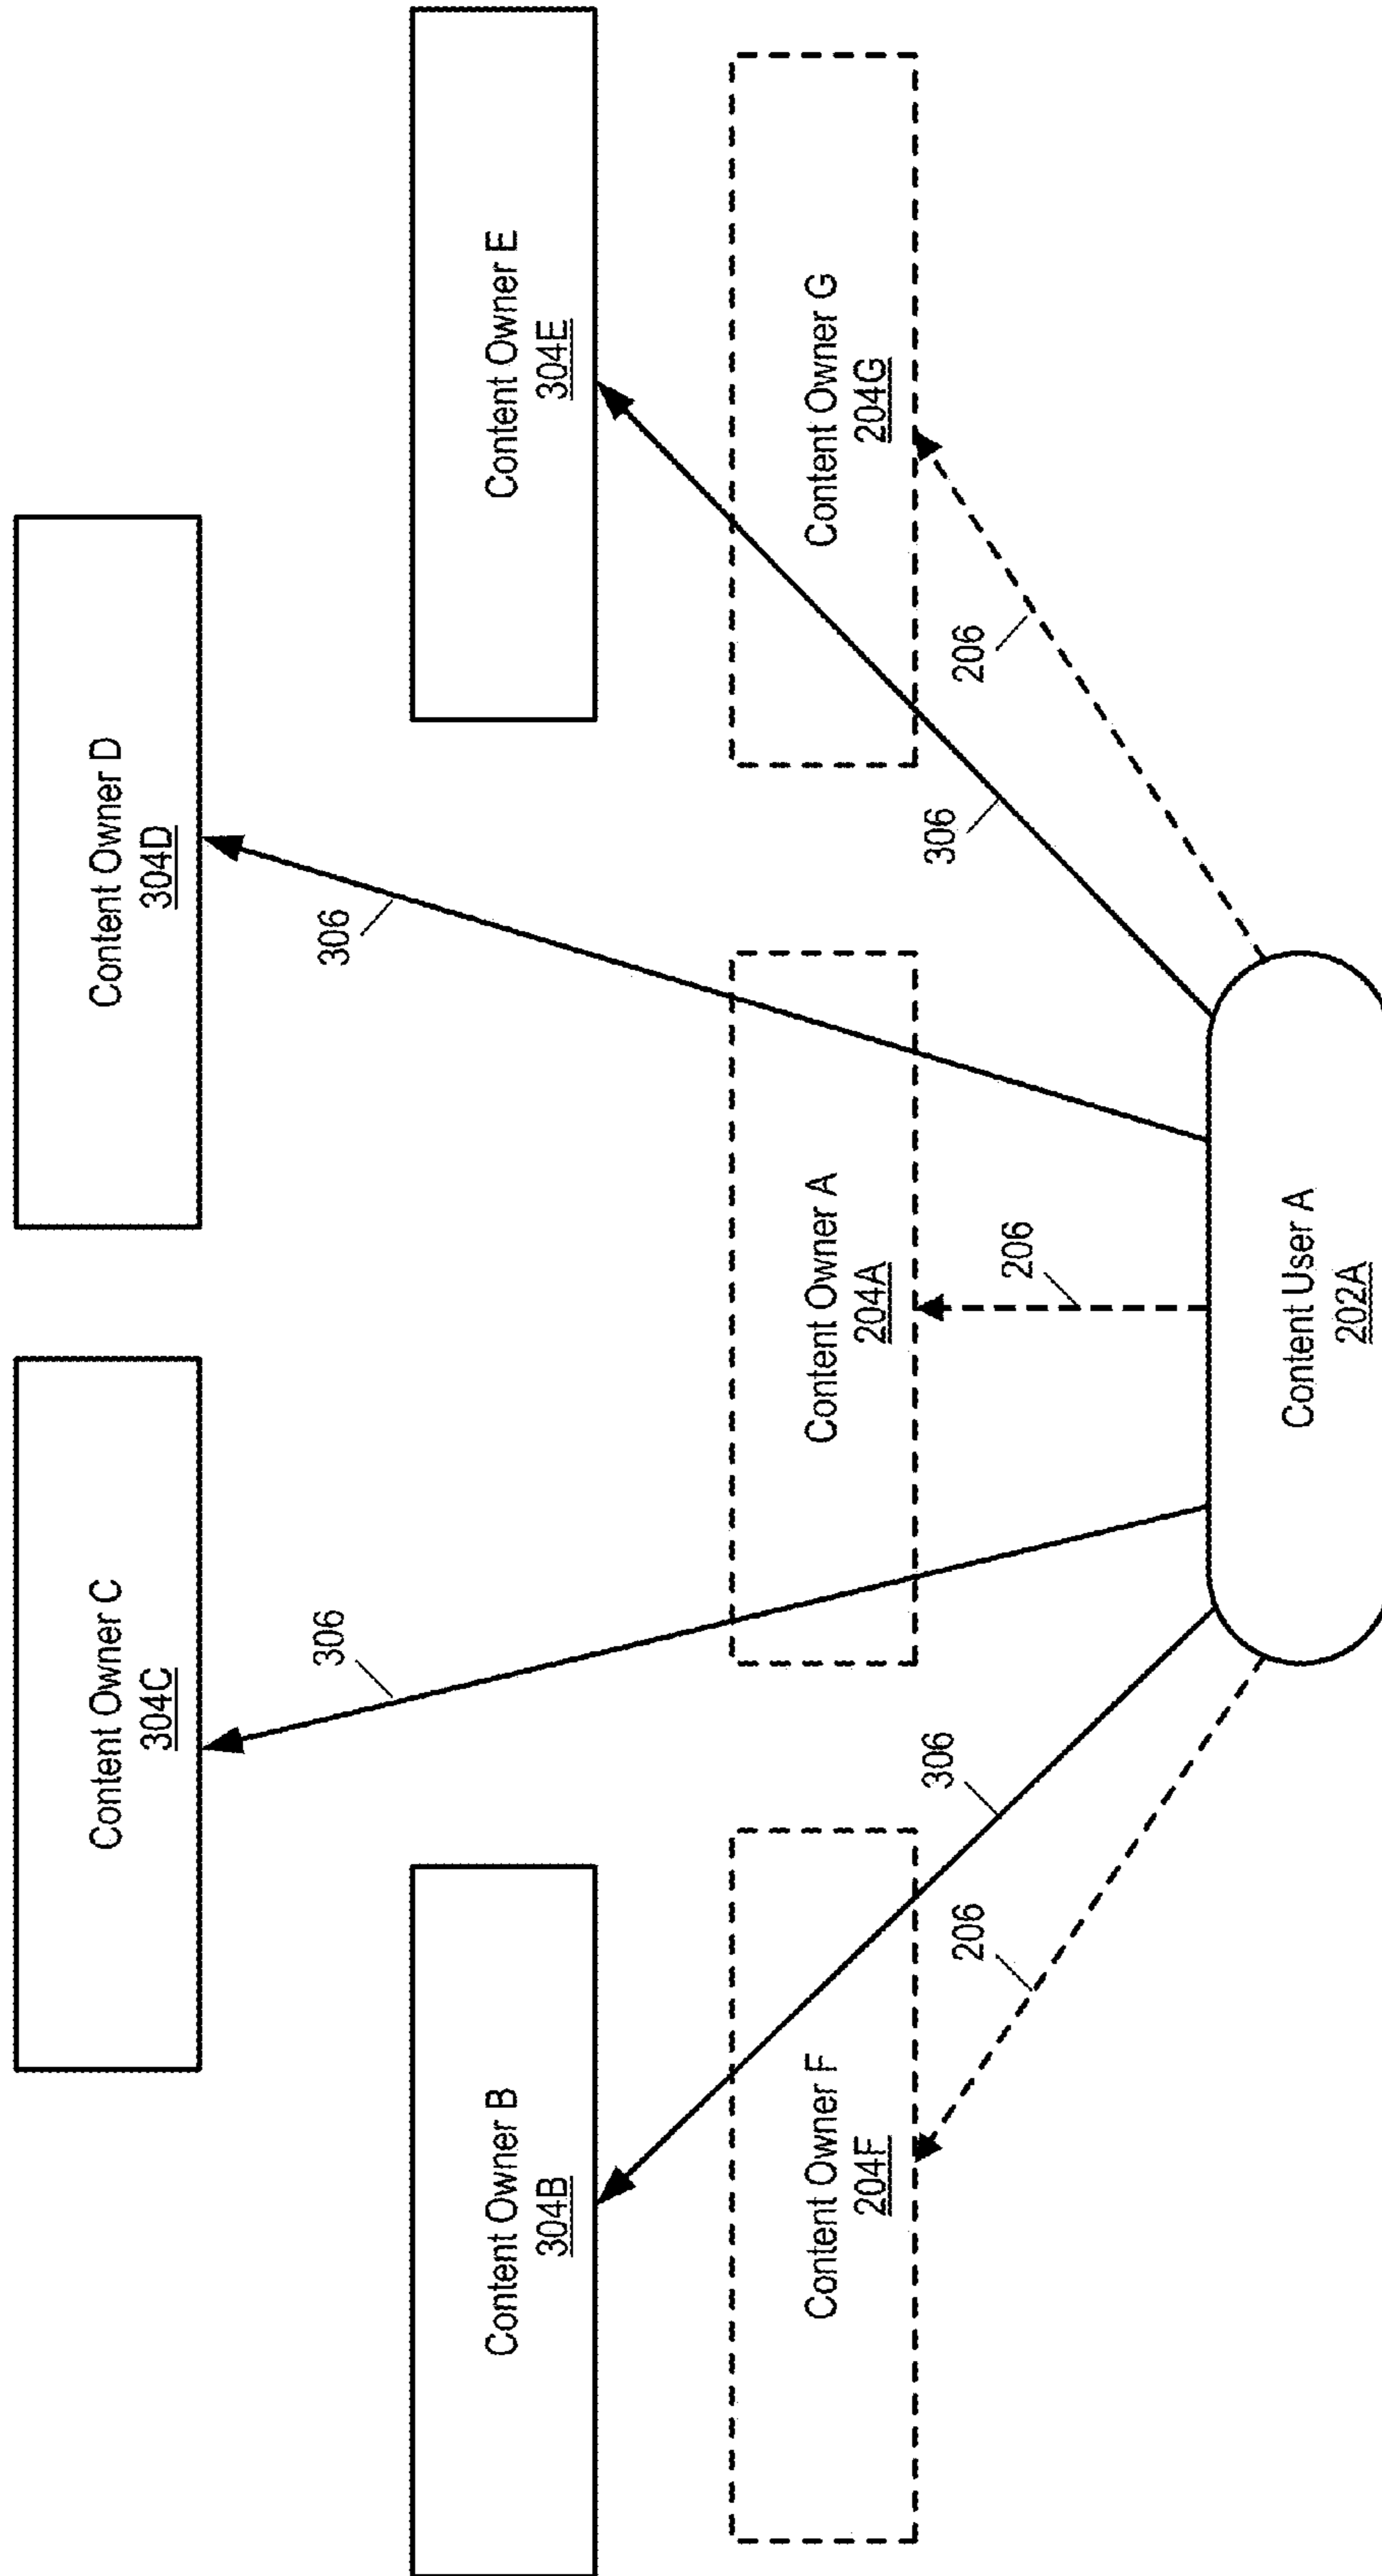 Content Owner C
304C
Content Owner D
304D
306
306
Content Owner B
304B
Content Owner E
304E
Content Owner F
204F
Content Owner A
204A
Content Owner G
204G
306
306
206
206
206
Content User A
202A